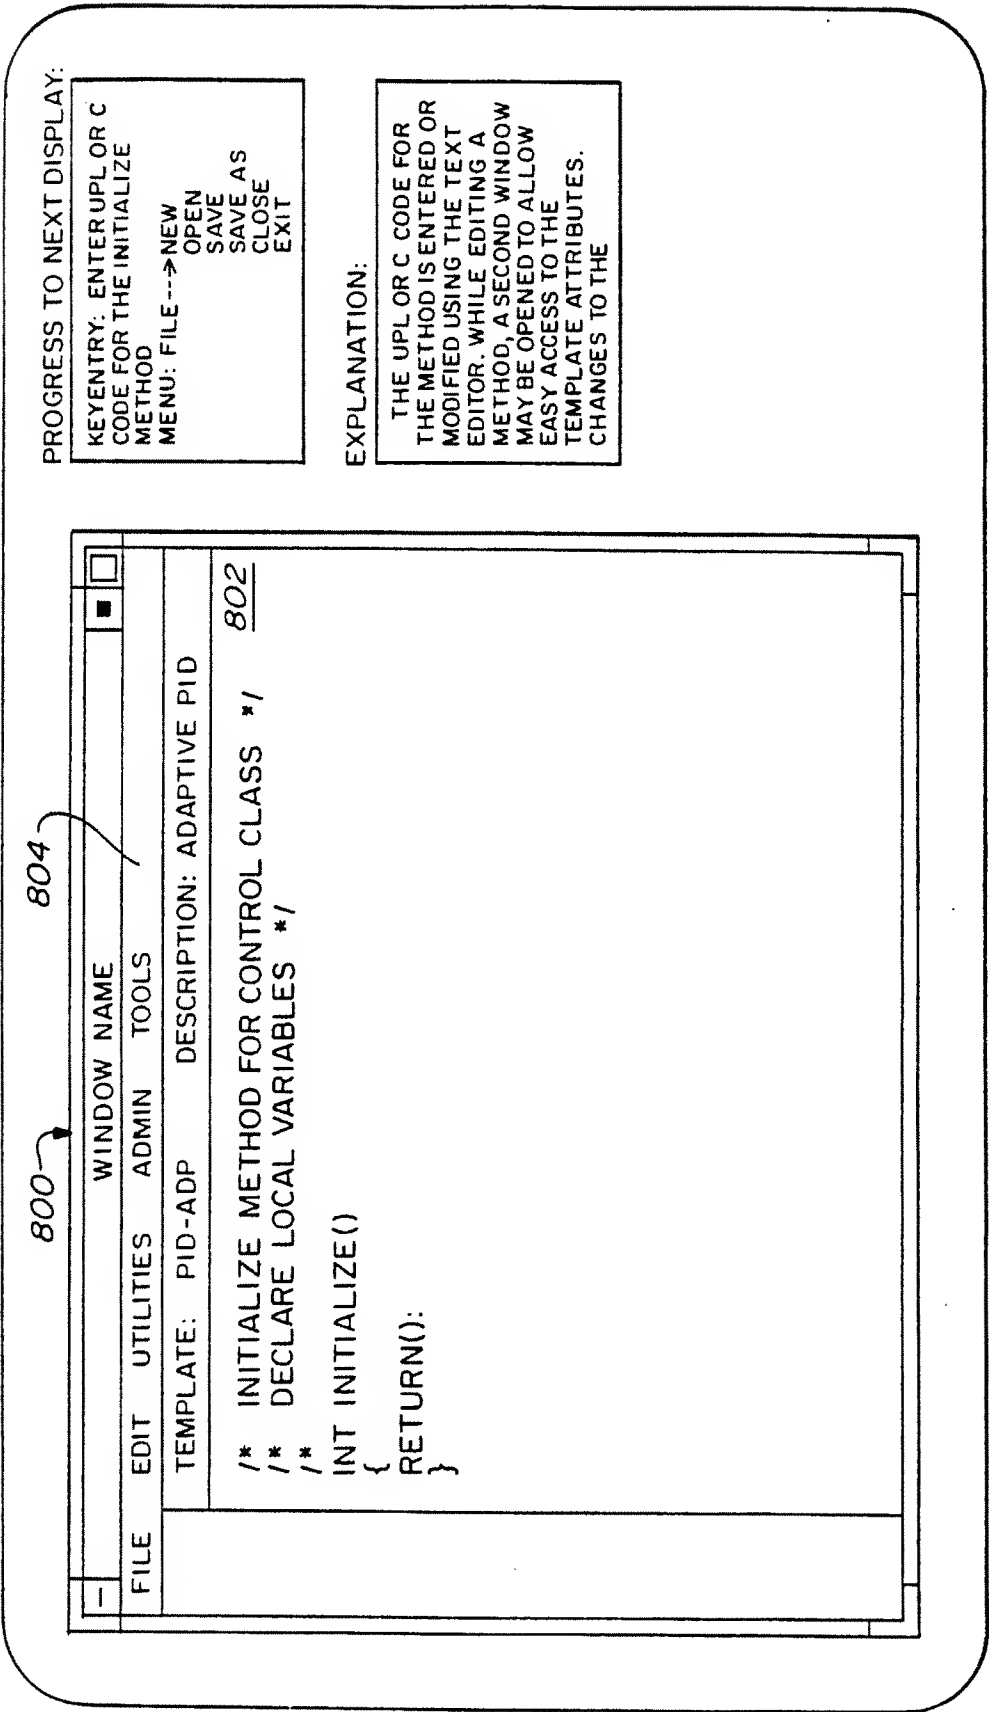 800
804
WINDOW NAME
FILE EDIT UTILITIES ADMIN TOOLS
TEMPLATE: PID-ADP DESCRIPTION: ADAPTIVE PID
802
/* INITIALIZE METHOD FOR CONTROL CLASS */
/* DECLARE LOCAL VARIABLES */
/*
INT INITIALIZE()
{
RETURN():
}
PROGRESS TO NEXT DISPLAY:
KEYENTRY: ENTER UPL OR C
CODE FOR THE INITIALIZE
METHOD
MENU: FILE --->NEW
OPEN
SAVE
SAVE AS
CLOSE
EXIT
EXPLANATION:
THE UPL OR C CODE FOR
THE METHOD IS ENTERED OR
MODIFIED USING THE TEXT
EDITOR. WHILE EDITING A
METHOD, A SECOND WINDOW
MAY BE OPENED TO ALLOW
EASY ACCESS TO THE
TEMPLATE ATTRIBUTES.
CHANGES TO THE